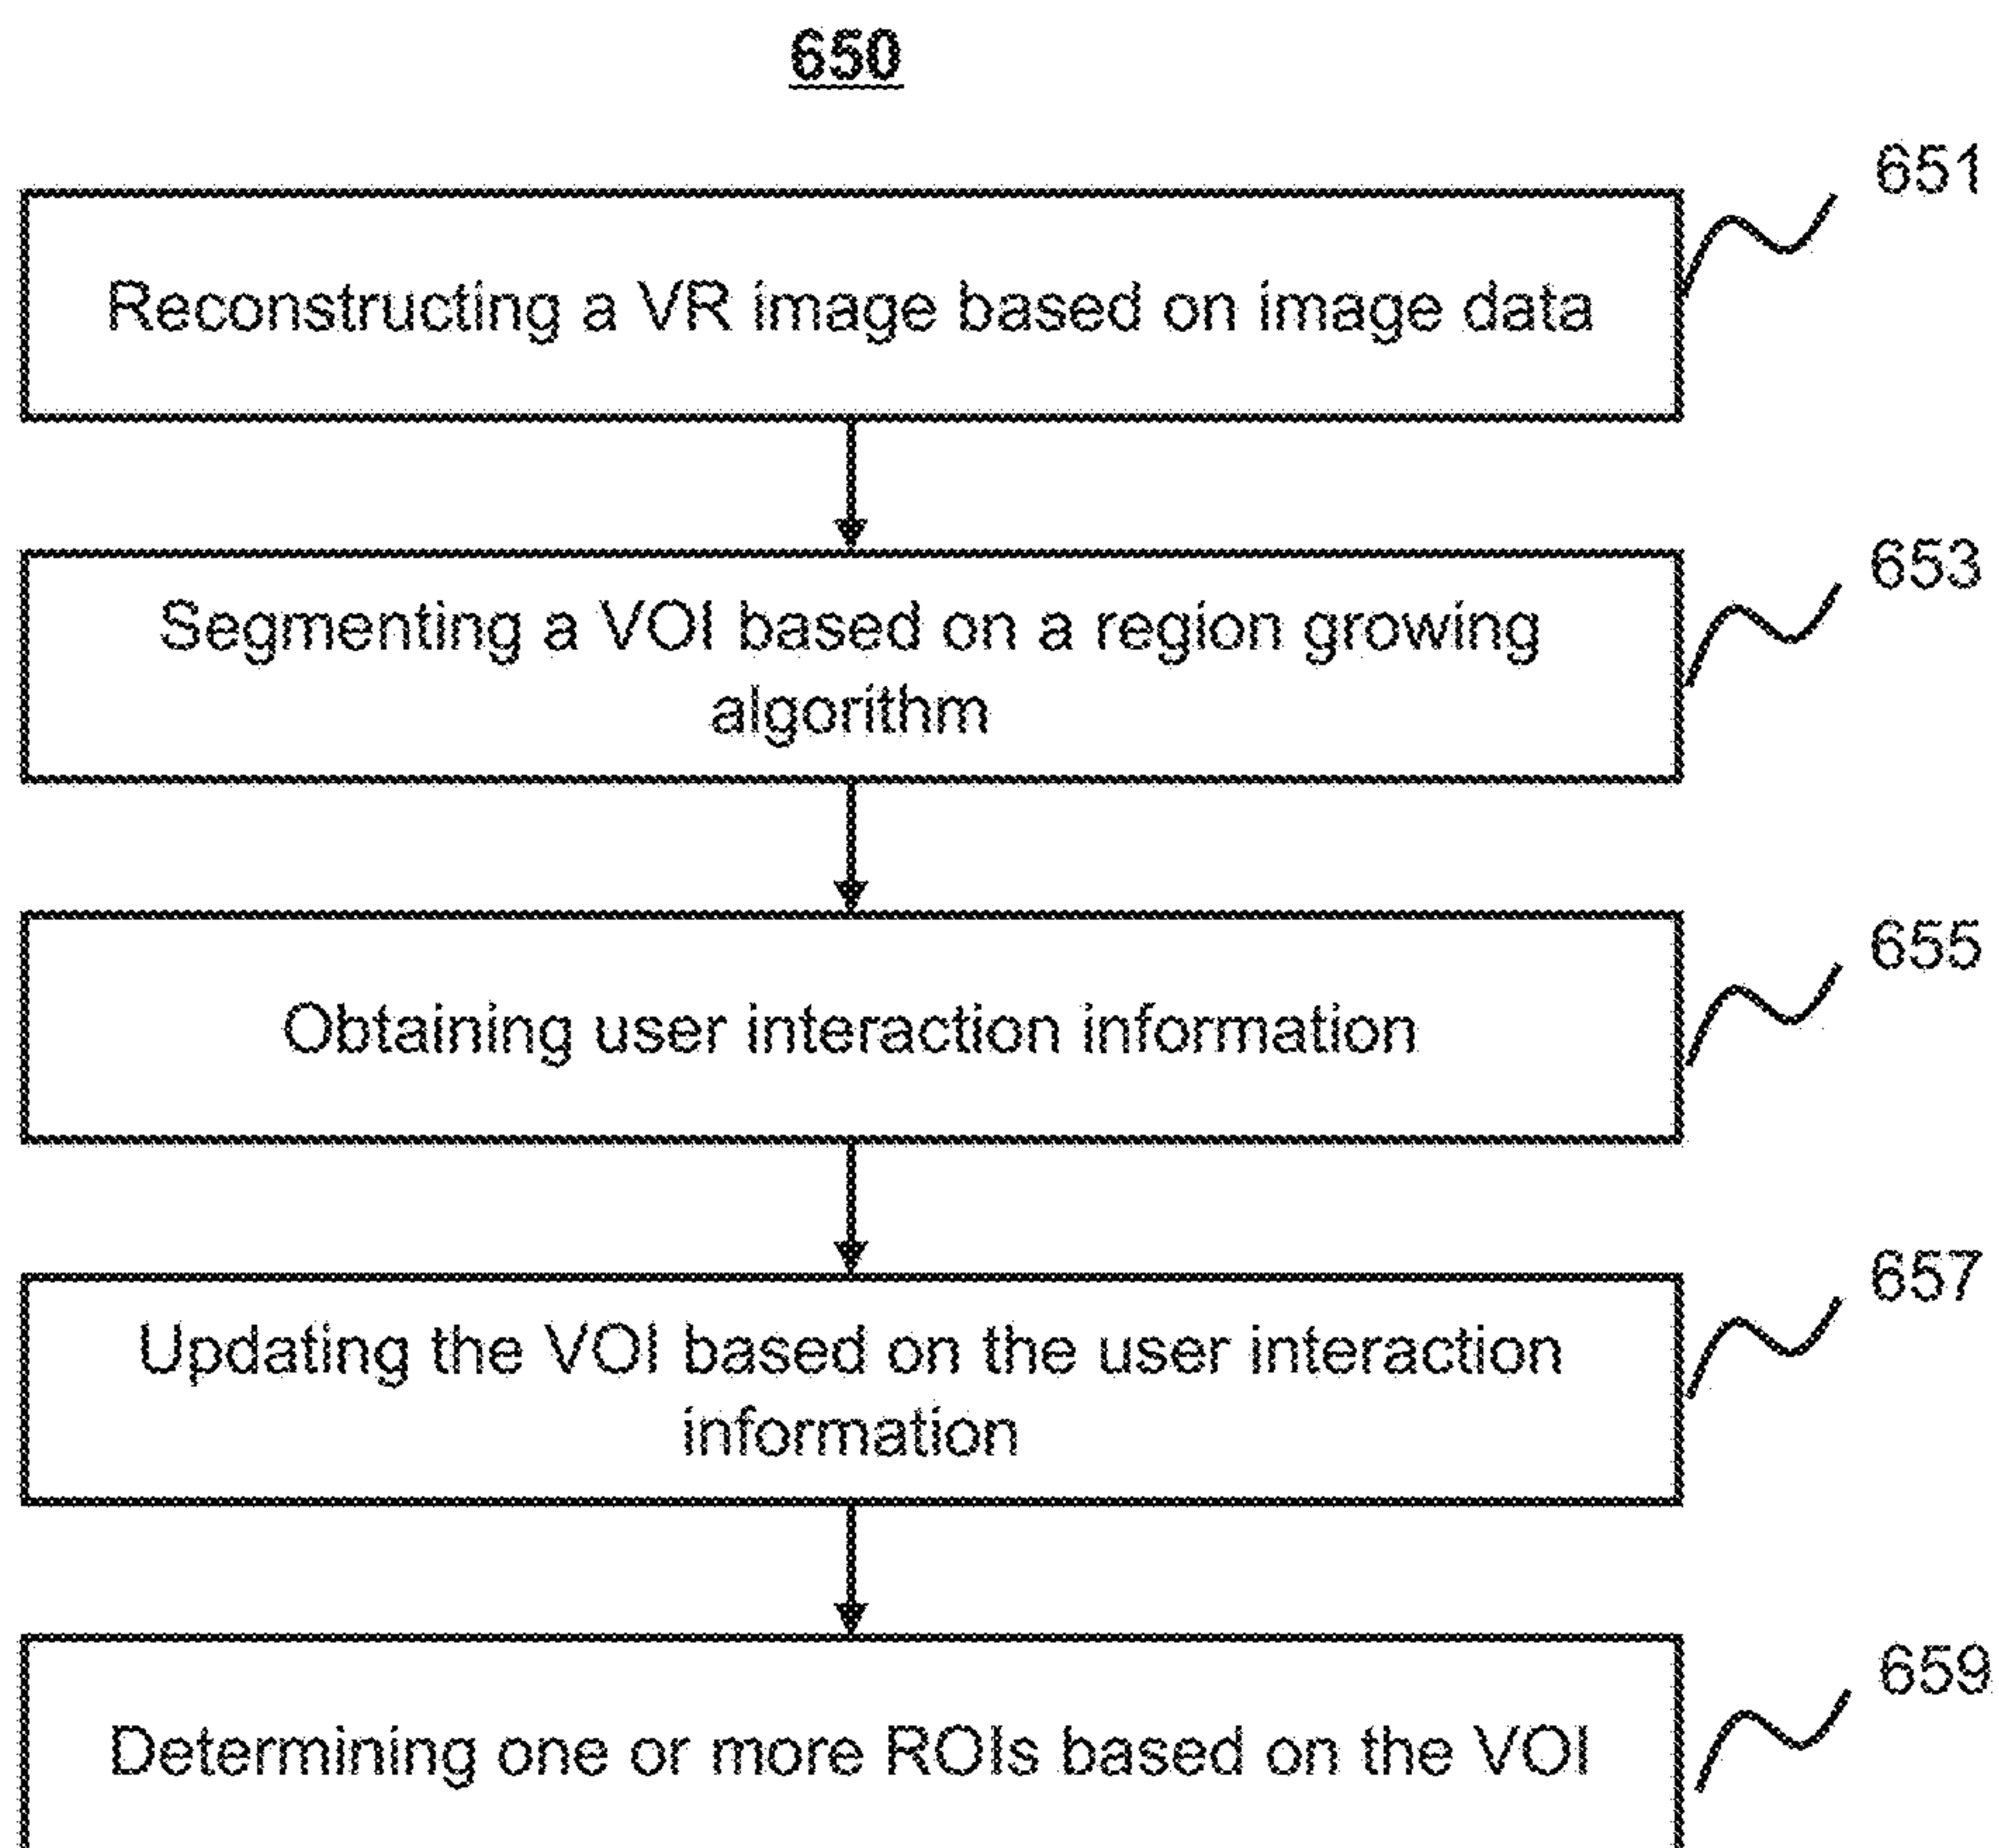 650
651
Reconstructing a VR image based on image data
653
Segmenting a VOI based on a region growing
algorithm
655
Obtaining user interaction information
657
Updating the VOI based on the user interaction
information
659
Determining one or more ROIs based on the VOI